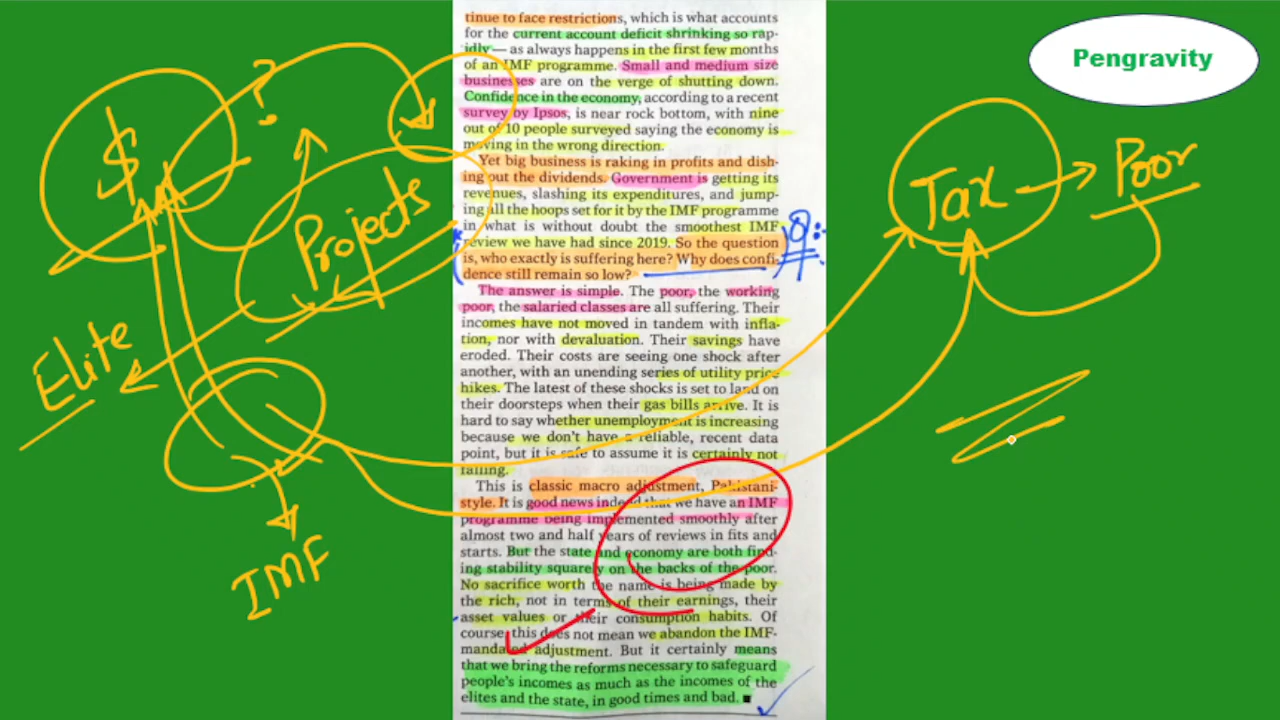 Pengravity
tinue to face restrictions, which is what accounts
for the current account deficit shrinking so rap-
idly — as always happens in the first few months
of an IMF programme. Small and medium size
businesses are on the verge of shutting down.
Confidence in the economy, according to a recent
survey by Ipsos, is near rock bottom, with nine
out of 10 people surveyed saying the economy is
moving in the wrong direction.
Yet big business is raking in profits and dish-
ing out the dividends. Government is getting its
revenues, slashing its expenditures, and jump-
ing all the hoops set for it by the IMF programme
in what is without doubt the smoothest IMF
review we have had since 2019. So the question
is, who exactly is suffering here? Why does confi-
dence still remain so low?
The answer is simple. The poor, the working
poor, the salaried classes are all suffering. Their
incomes have not moved in tandem with infla-
tion, nor with devaluation. Their savings have
eroded. Their costs are seeing one shock after
another, with an unending series of utility price
hikes. The latest of these shocks is set to land on
their doorsteps when their gas bills arrive. It is
hard to say whether unemployment is increasing
because we don't have a reliable, recent data
point, but it is safe to assume it is certainly not
falling.
This is classic macro adjustment, Pakistani-
style. It is good news indeed that we have an IMF
programme being implemented smoothly after
almost two and half years of reviews in fits and
starts. But the state and economy are both find-
ing stability squarely on the backs of the poor.
No sacrifice worth the name is being made by
the rich, not in terms of their earnings, their
asset values or their consumption habits. Of
course, this does not mean we abandon the IMF-
mandated adjustment. But it certainly means
that we bring the reforms necessary to safeguard
people's incomes as much as the incomes of the
elites and the state, in good times and bad. ■
$
?
Projects
Elite
IMF
Q:
Tax → Poor